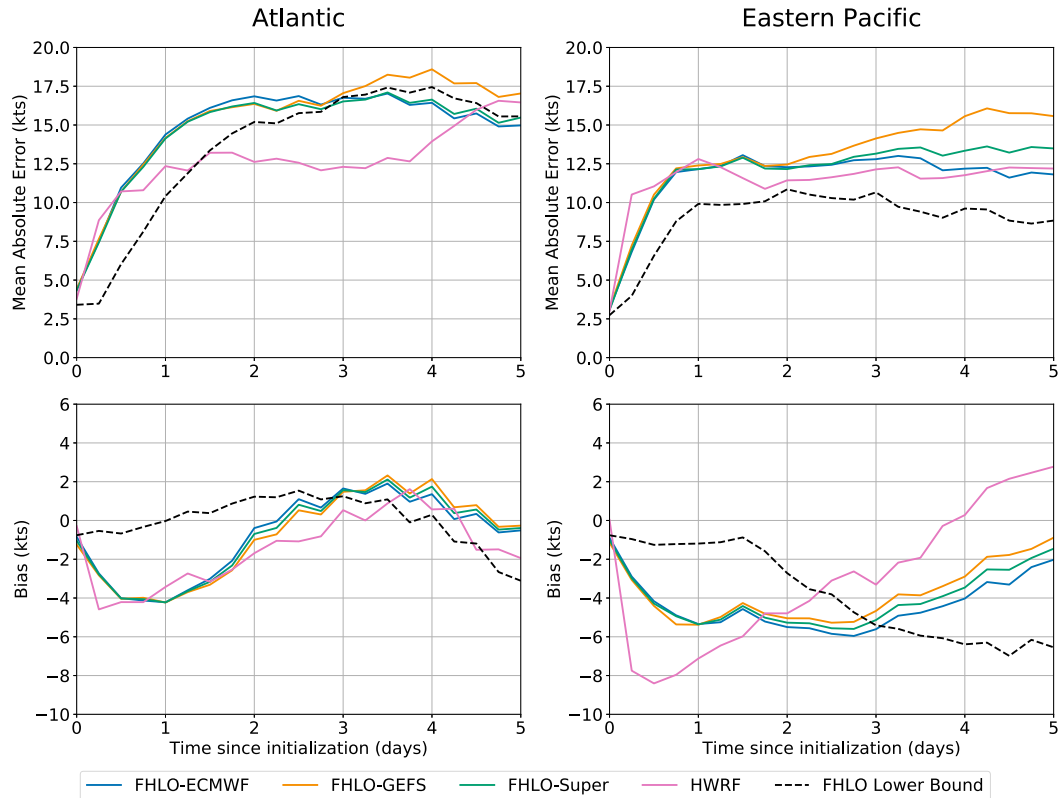 Atlantic
Eastern Pacific
Mean Absolute Error (kts)
20.0
17.5
15.0
12.5
10.0
7.5
5.0
2.5
0.0
0 1 2 3 4 5
Mean Absolute Error (kts)
20.0
17.5
15.0
12.5
10.0
7.5
5.0
2.5
0.0
0 1 2 3 4 5
Bias (kts)
6
4
2
0
−2
−4
−6
−8
−10
0 1 2 3 4 5
Time since initialization (days)
Bias (kts)
6
4
2
0
−2
−4
−6
−8
−10
0 1 2 3 4 5
Time since initialization (days)
FHLO-ECMWF FHLO-GEFS FHLO-Super HWRF FHLO Lower Bound